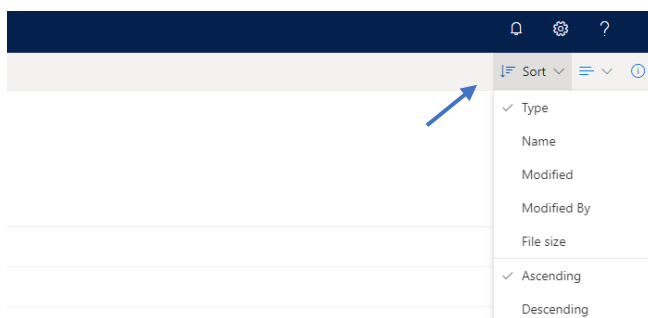 ?
Sort
Type
Name
Modified
Modified By
File size
Ascending
Descending